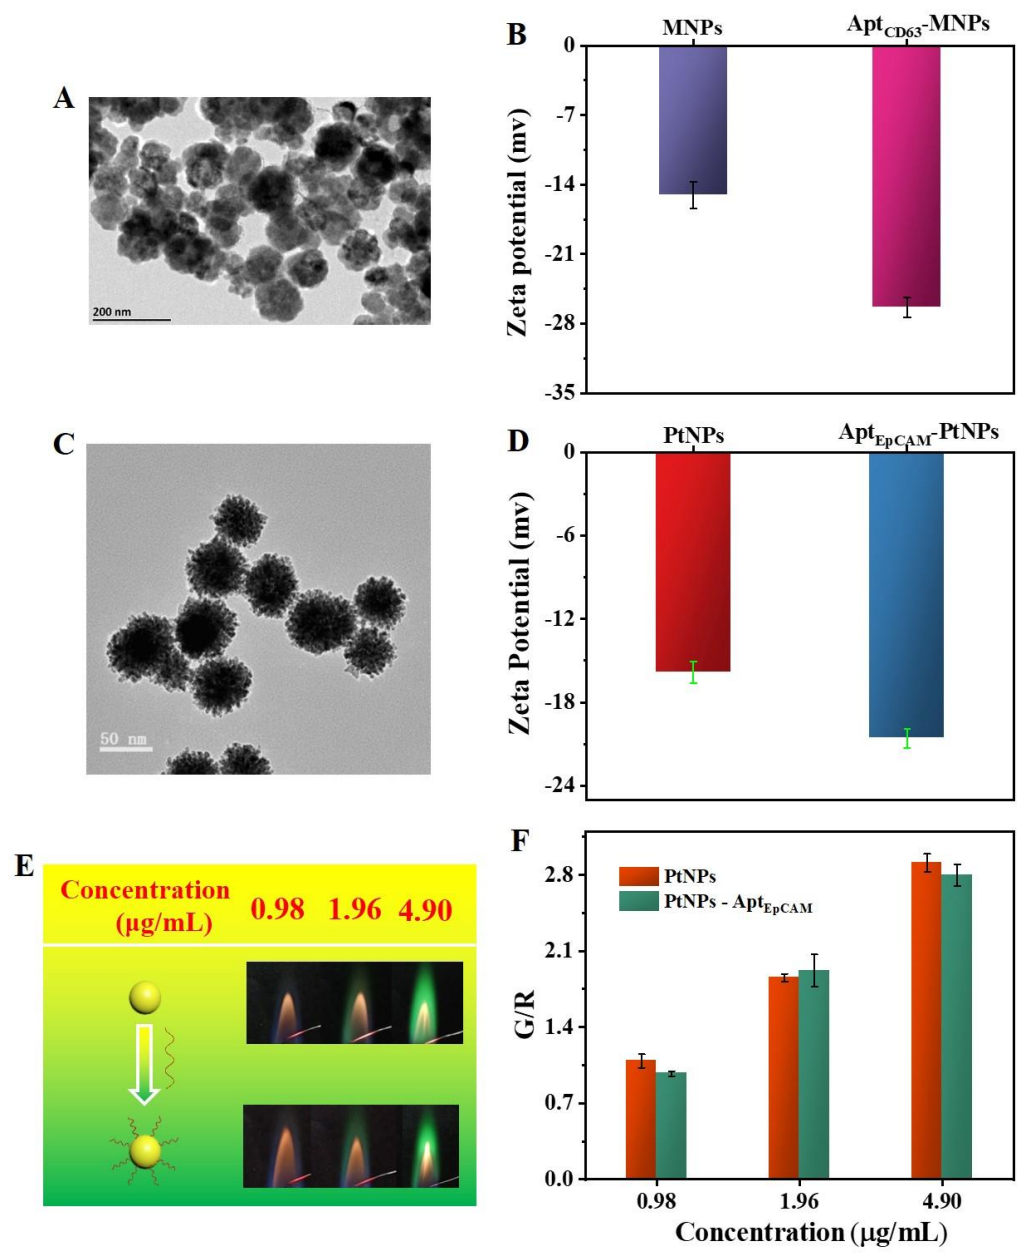 A
200 nm
B
MNPs
AptCD63-MNPs
Zeta potential (mv)
0
-7
-14
-21
-28
-35
C
50 nm
D
PtNPs
AptEpCAM-PtNPs
Zeta Potential (mv)
0
-6
-12
-18
-24
E
Concentration
(μg/mL)
0.98 1.96 4.90
F
PtNPs
PtNPs - AptEpCAM
G/R
2.8
2.1
1.4
0.7
0.0
0.98 1.96 4.90
Concentration (μg/mL)